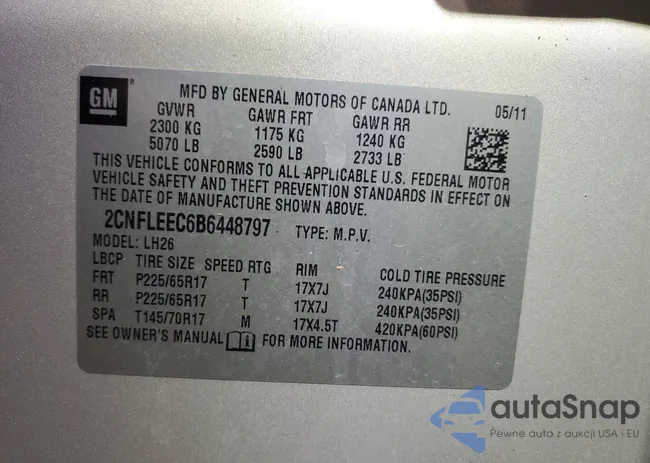 GM
MFD BY GENERAL MOTORS OF CANADA LTD. 05/11
GVWR GAWR FRT GAWR RR
2300 KG 1175 KG 1240 KG
5070 LB 2590 LB 2733 LB
THIS VEHICLE CONFORMS TO ALL APPLICABLE U.S. FEDERAL MOTOR
VEHICLE SAFETY AND THEFT PREVENTION STANDARDS IN EFFECT ON
THE DATE OF MANUFACTURE SHOWN ABOVE.
2CNFLEEC6B6448797 TYPE: M.P.V.
MODEL: LH26
LBCP TIRE SIZE SPEED RTG RIM COLD TIRE PRESSURE
FRT P225/65R17 T 17X7J 240KPA(35PSI)
RR P225/65R17 T 17X7J 240KPA(35PSI)
SPA T145/70R17 M 17X4.5T 420KPA(60PSI)
SEE OWNER'S MANUAL FOR MORE INFORMATION.
autaSnap
Pewne auta z aukcji USA - EU